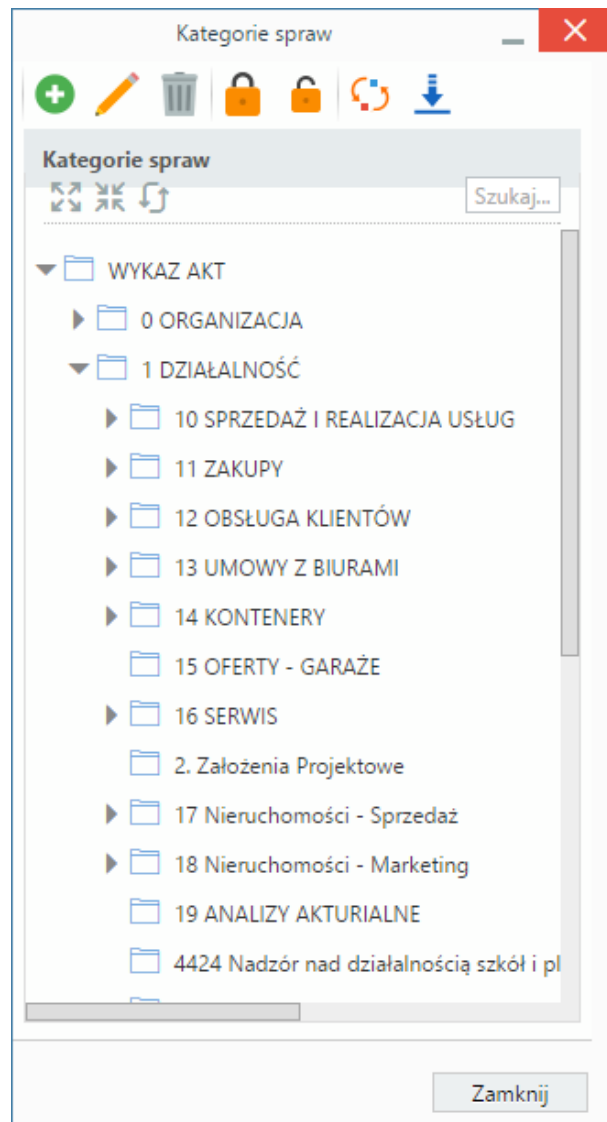 Kategorie spraw
Kategorie spraw
Szukaj...
WYKAZ AKT
0 ORGANIZACJA
1 DZIAŁALNOŚĆ
10 SPRZEDAŻ I REALIZACJA USŁUG
11 ZAKUPY
12 OBSŁUGA KLIENTÓW
13 UMOWY Z BIURAMI
14 KONTENERY
15 OFERTY - GARAŻE
16 SERWIS
2. Założenia Projektowe
17 Nieruchomości - Sprzedaż
18 Nieruchomości - Marketing
19 ANALIZY AKTURIALNE
4424 Nadzór nad działalnością szkół i pl
Zamknij